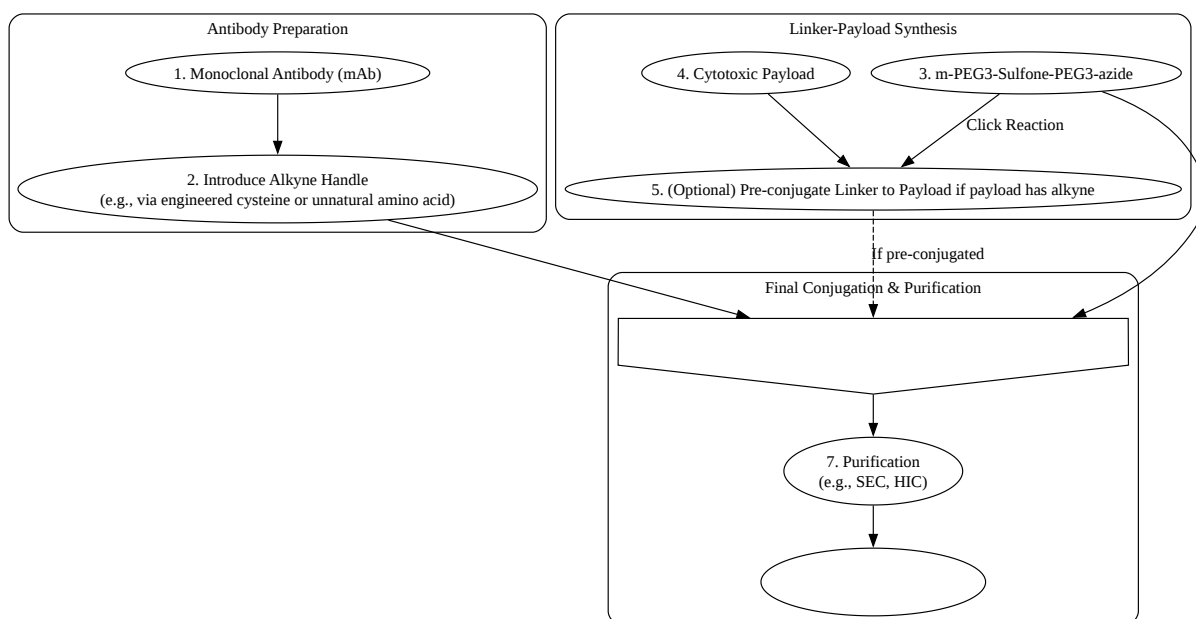 Antibody Preparation
1. Monoclonal Antibody (mAb)
2. Introduce Alkyne Handle
(e.g., via engineered cysteine or unnatural amino acid)
Linker-Payload Synthesis
4. Cytotoxic Payload
3. m-PEG3-Sulfone-PEG3-azide
Click Reaction
5. (Optional) Pre-conjugate Linker to Payload if payload has alkyne
If pre-conjugated
Final Conjugation & Purification
7. Purification
(e.g., SEC, HIC)